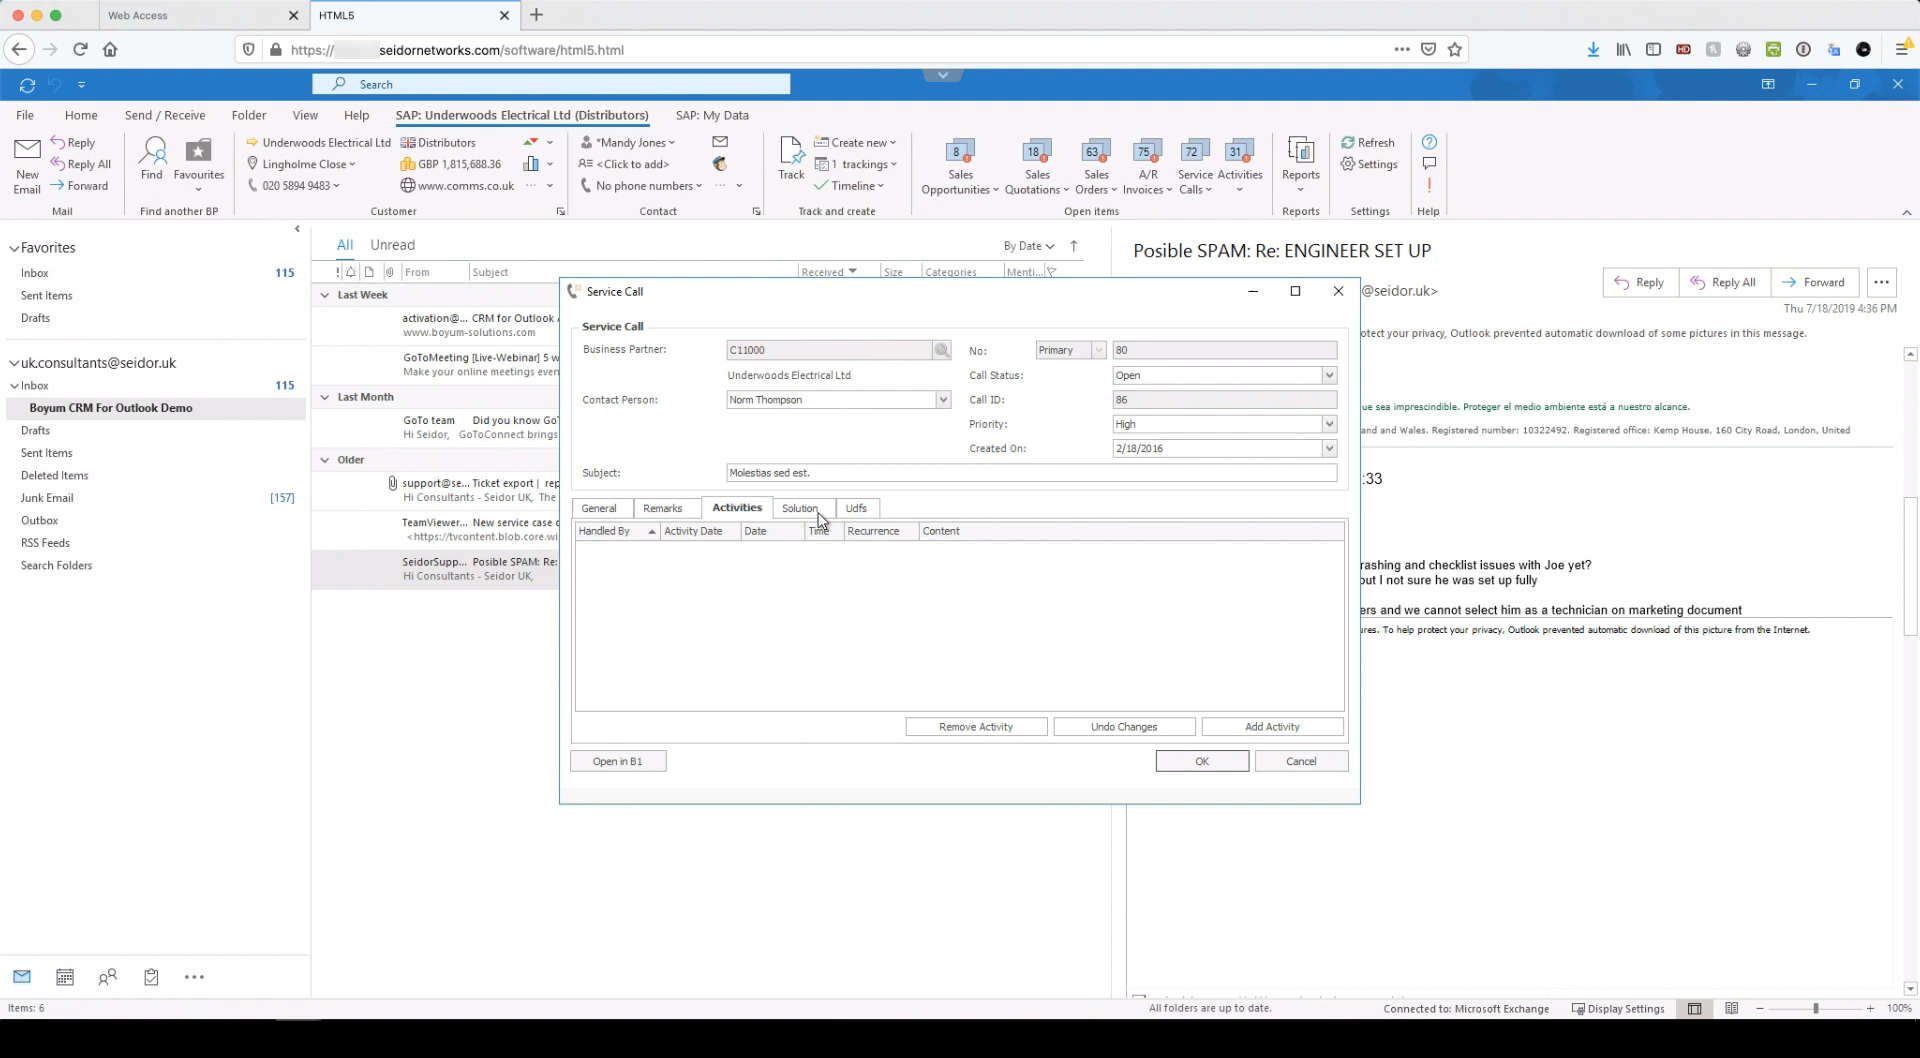 Web Access
HTML5
https:// seidornetworks.com/software/html5.html
Search
File Home Send / Receive Folder View Help SAP: Underwoods Electrical Ltd (Distributors) SAP: My Data
New Email
Reply
Reply All
Forward
Mail
Find
Favourites
Find another BP
Underwoods Electrical Ltd
Lingholme Close
020 5894 9483
Distributors
GBP 1,815,688.36
www.comms.co.uk
Customer
*Mandy Jones
<Click to add>
No phone numbers
Contact
Track
Create new
1 trackings
Timeline
Track and create
8
Sales Opportunities
18
Sales Quotations
63
Sales Orders
75
A/R Invoices
72
Service Calls
31
Activities
Open items
Reports
Reports
Refresh
Settings
Settings
Help
Favorites
Inbox 115
Sent Items
Drafts
uk.consultants@seidor.uk
Inbox 115
Boyum CRM For Outlook Demo
Drafts
Sent Items
Deleted Items
Junk Email [157]
Outbox
RSS Feeds
Search Folders
All Unread By Date
! From Subject Received Size Categories Menti...
Last Week
activation@... CRM for Outlook
www.boyum-solutions.com
GoToMeeting [Live-Webinar] 5 w
Make your online meetings even
Last Month
GoTo team Did you know Go
Hi Seidor, GoToConnect brings
Older
support@se... Ticket export | rep
Hi Consultants - Seidor UK, The
TeamViewer... New service case
<https://tvcontent.blob.core.wi
SeidorSupp... Posible SPAM: Re:
Hi Consultants - Seidor UK,
Service Call
Service Call
Business Partner: C11000
Underwoods Electrical Ltd
Contact Person: Norm Thompson
No: Primary 80
Call Status: Open
Call ID: 86
Priority: High
Created On: 2/18/2016
Subject: Molestias sed est.
General Remarks Activities Solution Udfs
Handled By Activity Date Date Time Recurrence Content
Remove Activity Undo Changes Add Activity
Open in B1 OK Cancel
Posible SPAM: Re: ENGINEER SET UP
@seidor.uk>
Reply Reply All Forward
Thu 7/18/2019 4:36 PM
otect your privacy, Outlook prevented automatic download of some pictures in this message.
ue sea imprescindible. Proteger el medio ambiente está a nuestro alcance.
and and Wales. Registered number: 10322492. Registered office: Kemp House, 160 City Road, London, United
:33
rashing and checklist issues with Joe yet?
out I not sure he was set up fully
ers and we cannot select him as a technician on marketing document
res. To help protect your privacy, Outlook prevented automatic download of this picture from the Internet.
Items: 6
All folders are up to date. Connected to: Microsoft Exchange Display Settings 100%